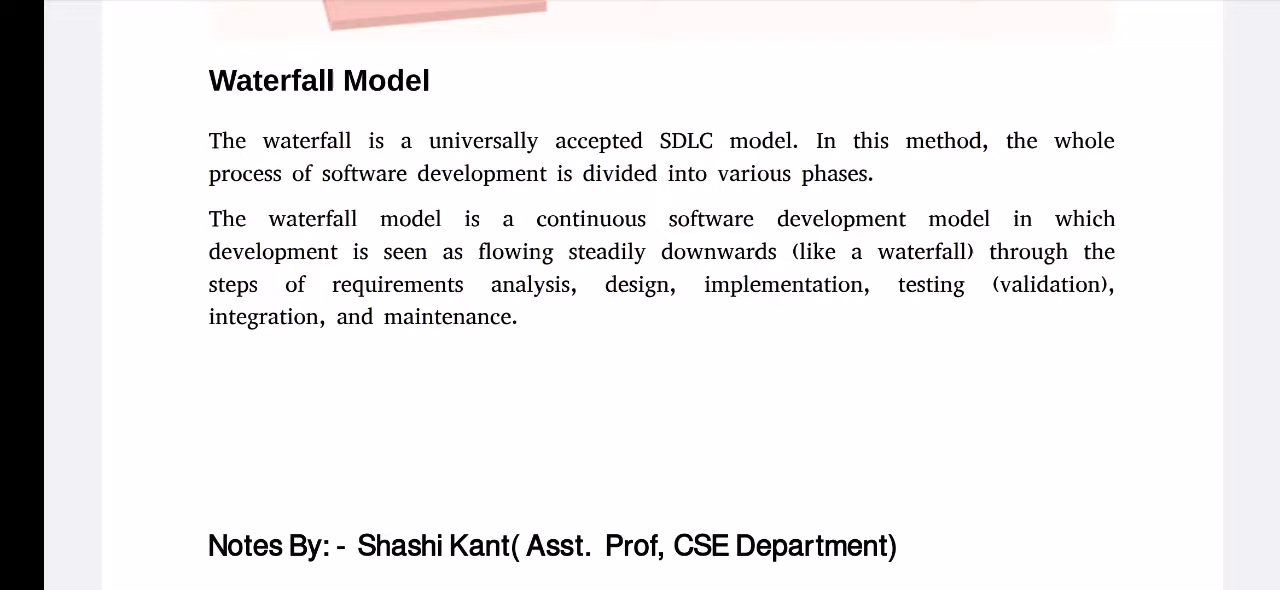 Waterfall Model
The waterfall is a universally accepted SDLC model. In this method, the whole
process of software development is divided into various phases.
The waterfall model is a continuous software development model in which
development is seen as flowing steadily downwards (like a waterfall) through the
steps of requirements analysis, design, implementation, testing (validation),
integration, and maintenance.
Notes By: - Shashi Kant( Asst. Prof, CSE Department)